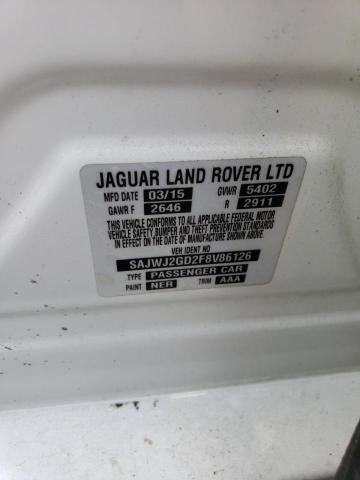 JAGUAR LAND ROVER LTD
MFD DATE 03/15 GVWR 5402
GAWR F 2646 R 2911
THIS VEHICLE CONFORMS TO ALL APPLICABLE FEDERAL MOTOR
VEHICLE SAFETY, BUMPER AND THEFT STANDARDS IN EFFECT
ON THE DATE OF MANUFACTURE SHOWN ABOVE.
VEH IDENT NO
SAJWJ2GD2F8V86126
TYPE PASSENGER CAR
PAINT NER TRIM AAA